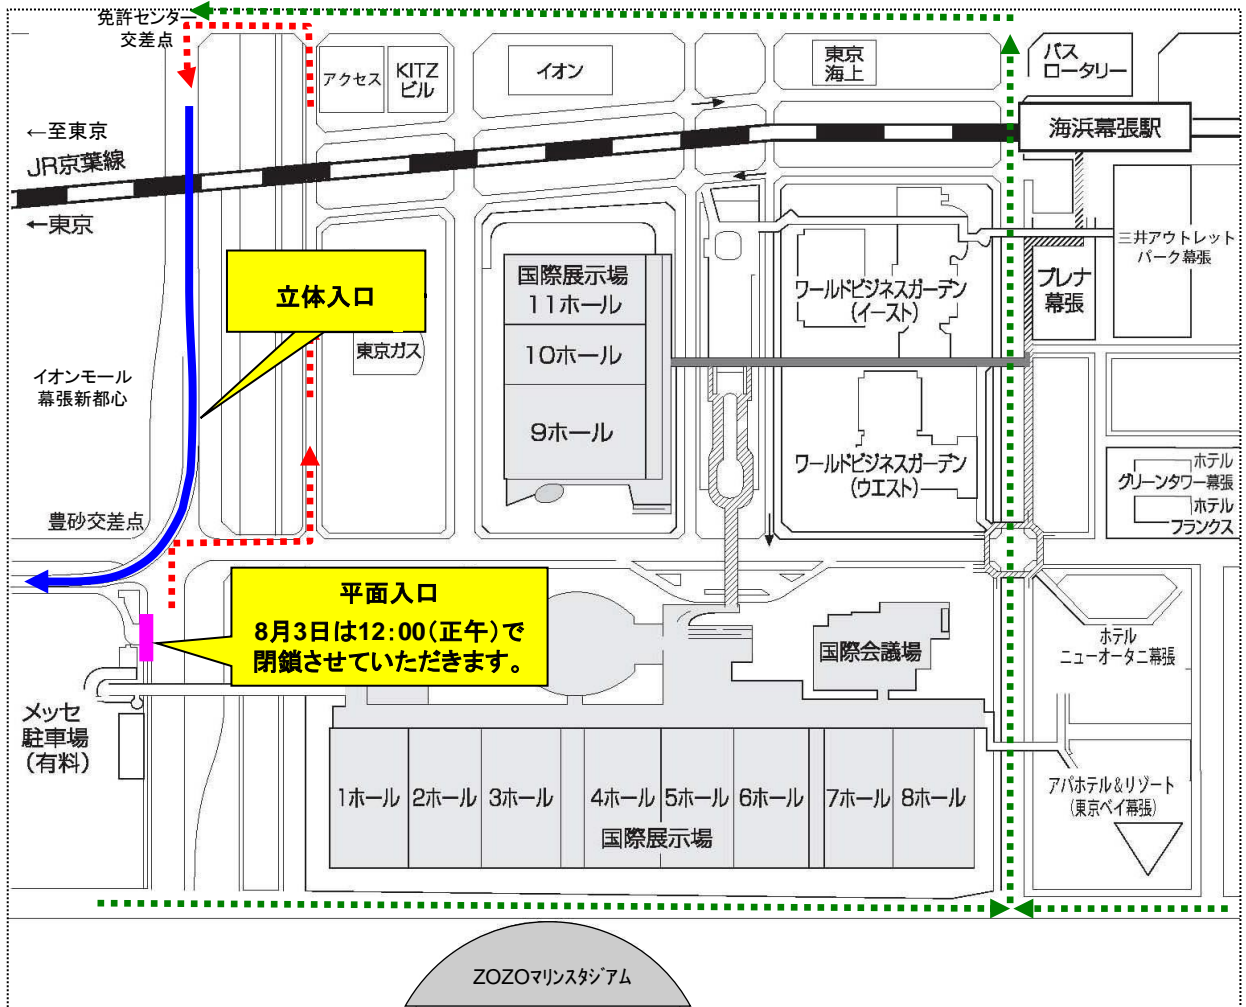 免許センター
交差点
アクセス
KITZ
ビル
イオン
東京
海上
バス
ロータリー
←至東京
JR京葉線
←東京
海浜幕張駅
三井アウトレット
パーク幕張
プレナ
幕張
立体入口
国際展示場
11ホール
10ホール
9ホール
ワールドビジネスガーデン
(イースト)
東京ガス
イオンモール
幕張新都心
ワールドビジネスガーデン
(ウエスト)
ホテル
グリーンタワー幕張
ホテル
フランクス
豊砂交差点
平面入口
8月3日は12:00(正午)で
閉鎖させていただきます。
国際会議場
ホテル
ニューオータニ幕張
メッセ
駐車場
(有料)
1ホール
2ホール
3ホール
4ホール
5ホール
6ホール
7ホール
8ホール
国際展示場
アパホテル&リゾート
(東京ベイ幕張)
ZOZOマリンスタジアム